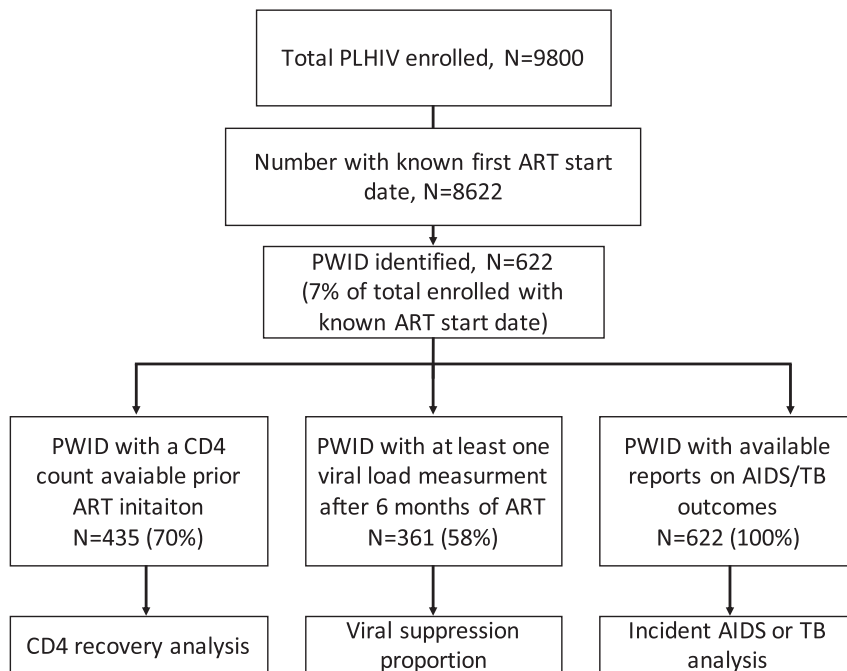 Total PLHIV enrolled, N=9800
Number with known first ART start
date, N=8622
PWID identified, N=622
(7% of total enrolled with
known ART start date)
PWID with a CD4
count avaiable prior
ART initaiton
N=435 (70%)
PWID with at least one
viral load measurment
after 6 months of ART
N=361 (58%)
PWID with available
reports on AIDS/TB
outcomes
N=622 (100%)
CD4 recovery analysis
Viral suppression
proportion
Incident AIDS or TB
analysis